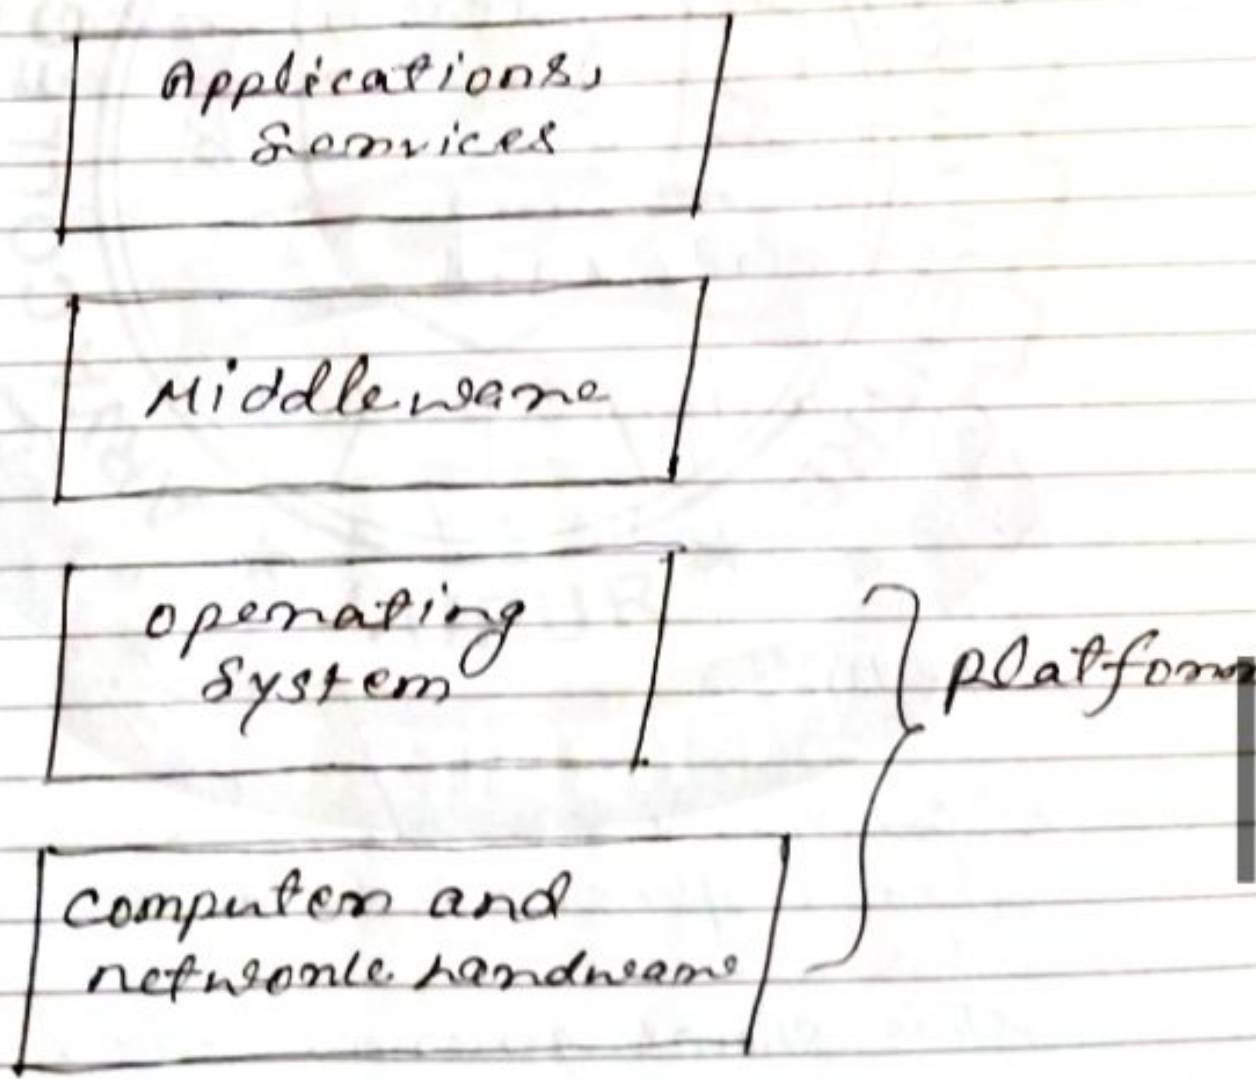 Applications,
Services
Middleware
operating
System
platform
computer and
network hardware